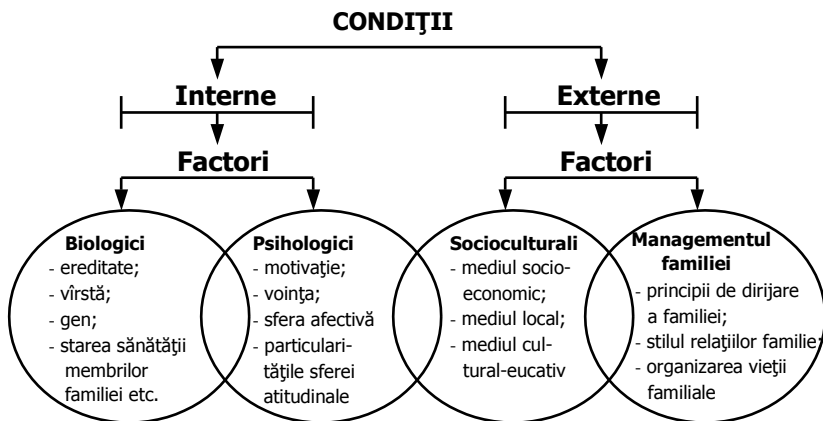 CONDIŢII
Interne
Externe
Factori
Factori
Biologici
- ereditate;
- vîrstă;
- gen;
- starea sănătăţii
membrilor
familiei etc.
Psihologici
- motivaţie;
- voinţa;
- sfera afectivă
- particulari-
tăţile sferei
atitudinale
Socioculturali
- mediul socio-
economic;
- mediul local;
- mediul cul-
tural-eucativ
Managementul
familiei
- principii de dirijare
a familiei;
- stilul relaţiilor familie;
- organizarea vieţii
familiale